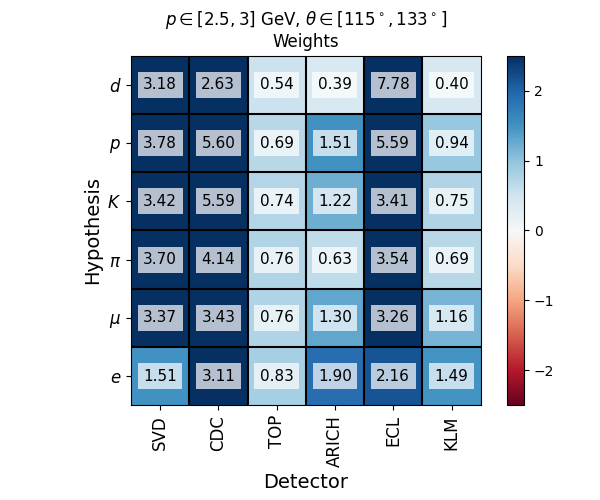 p ∈ [2.5, 3] GeV, θ ∈ [115°, 133°]
Weights
d 3.18 2.63 0.54 0.39 7.78 0.40
p 3.78 5.60 0.69 1.51 5.59 0.94
K 3.42 5.59 0.74 1.22 3.41 0.75
π 3.70 4.14 0.76 0.63 3.54 0.69
μ 3.37 3.43 0.76 1.30 3.26 1.16
e 1.51 3.11 0.83 1.90 2.16 1.49
Hypothesis
SVD CDC TOP ARICH ECL KLM
Detector
2
1
0
−1
−2